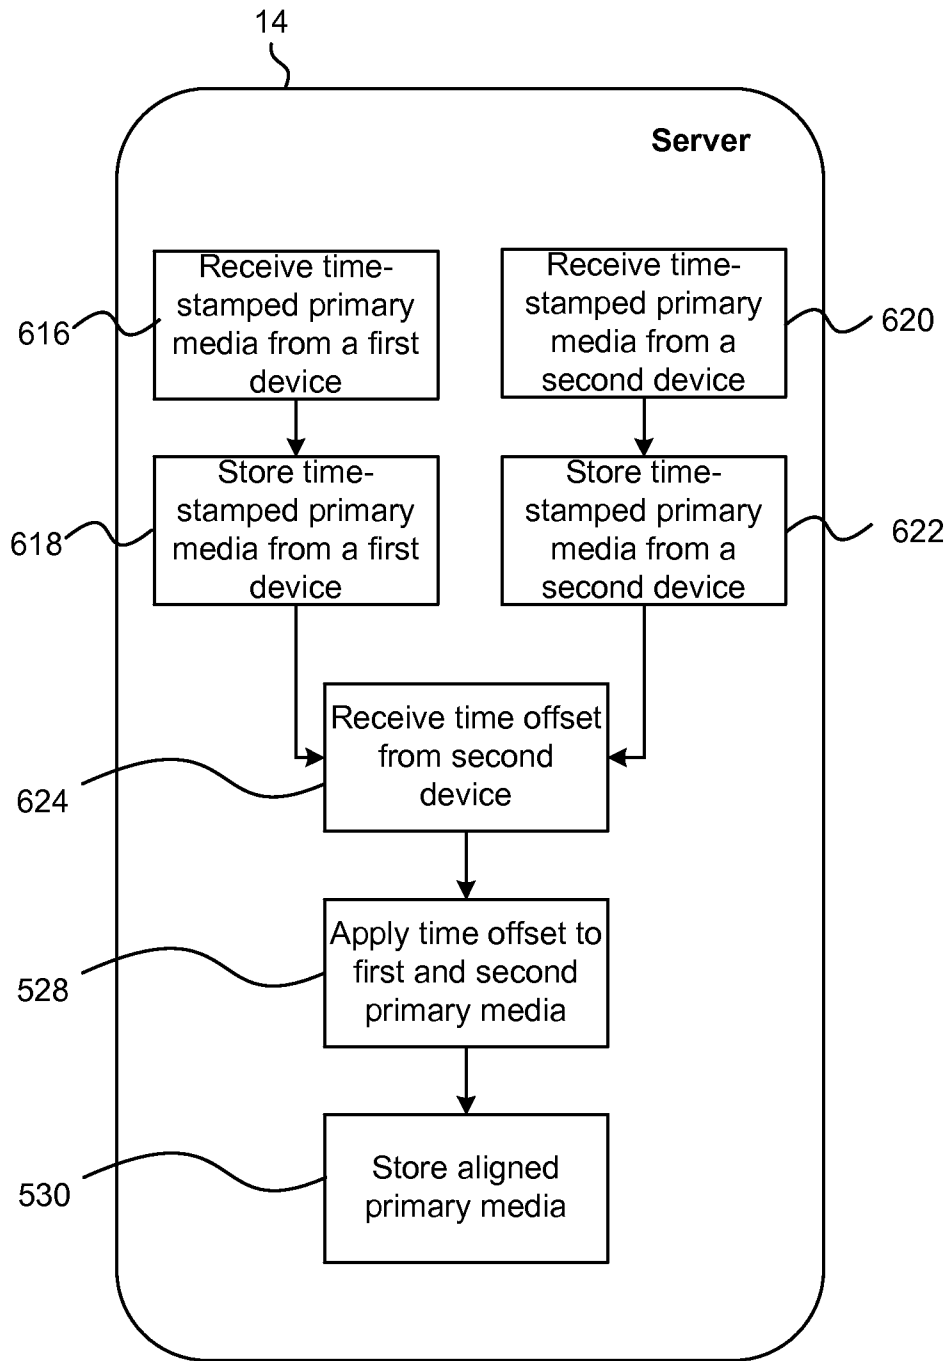 14
Server
Receive time-
stamped primary
media from a first
device
616
Receive time-
stamped primary
media from a
second device
620
Store time-
stamped primary
media from a first
device
618
Store time-
stamped primary
media from a
second device
622
Receive time offset
from second
device
624
Apply time offset to
first and second
primary media
528
Store aligned
primary media
530